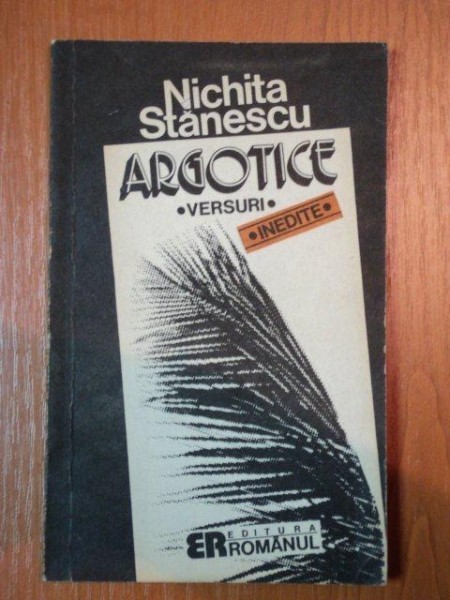 Nichita
Stănescu
ARGOTICE
•VERSURI•
•INEDITE•
ER EDITURA
ROMÂNUL